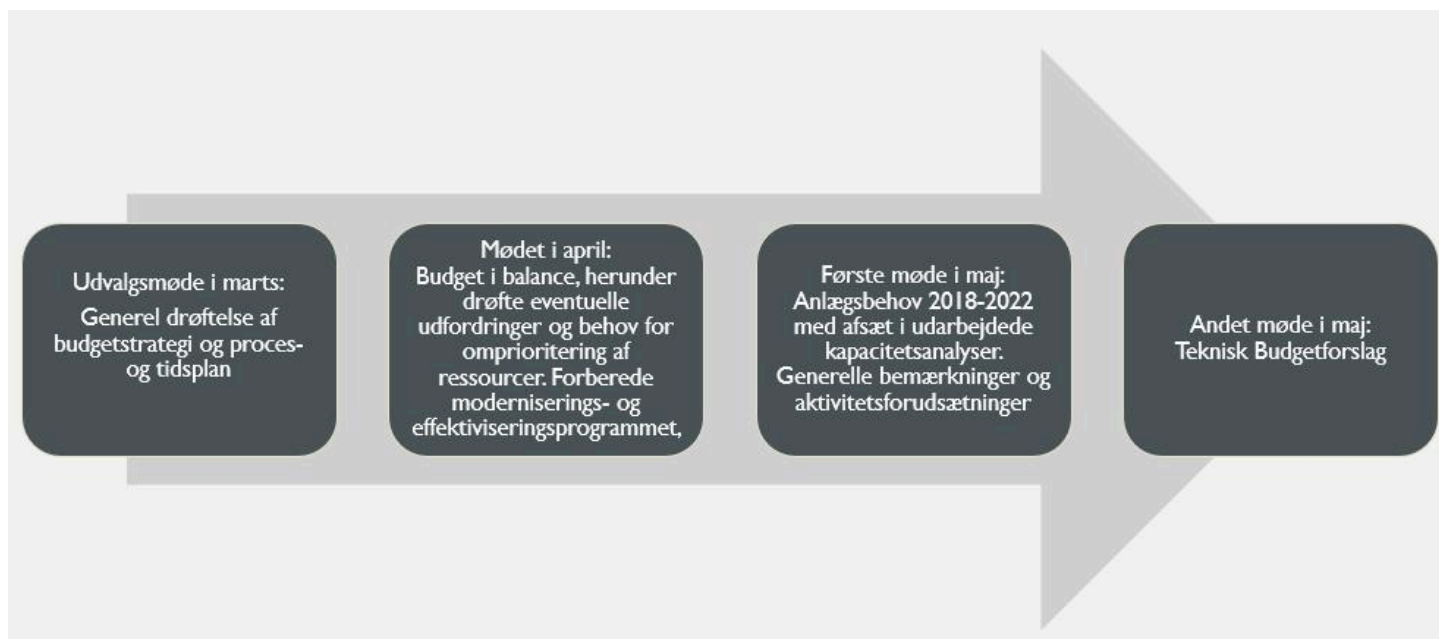 Udvalgsmøde i marts:
Generel drøftelse af
budgetstrategi og proces-
og tidsplan
Mødet i april:
Budget i balance, herunder
drøfte eventuelle
udfordringer og behov for
omprioritering af
ressourcer. Forberede
moderniserings- og
effektiviseringsprogrammet,
Første møde i maj:
Anlægsbehov 2018-2022
med afsæt i udarbejdede
kapacitetsanalyser.
Generelle bemærkninger og
aktivitetsforudsætninger
Andet møde i maj:
Teknisk Budgetforslag